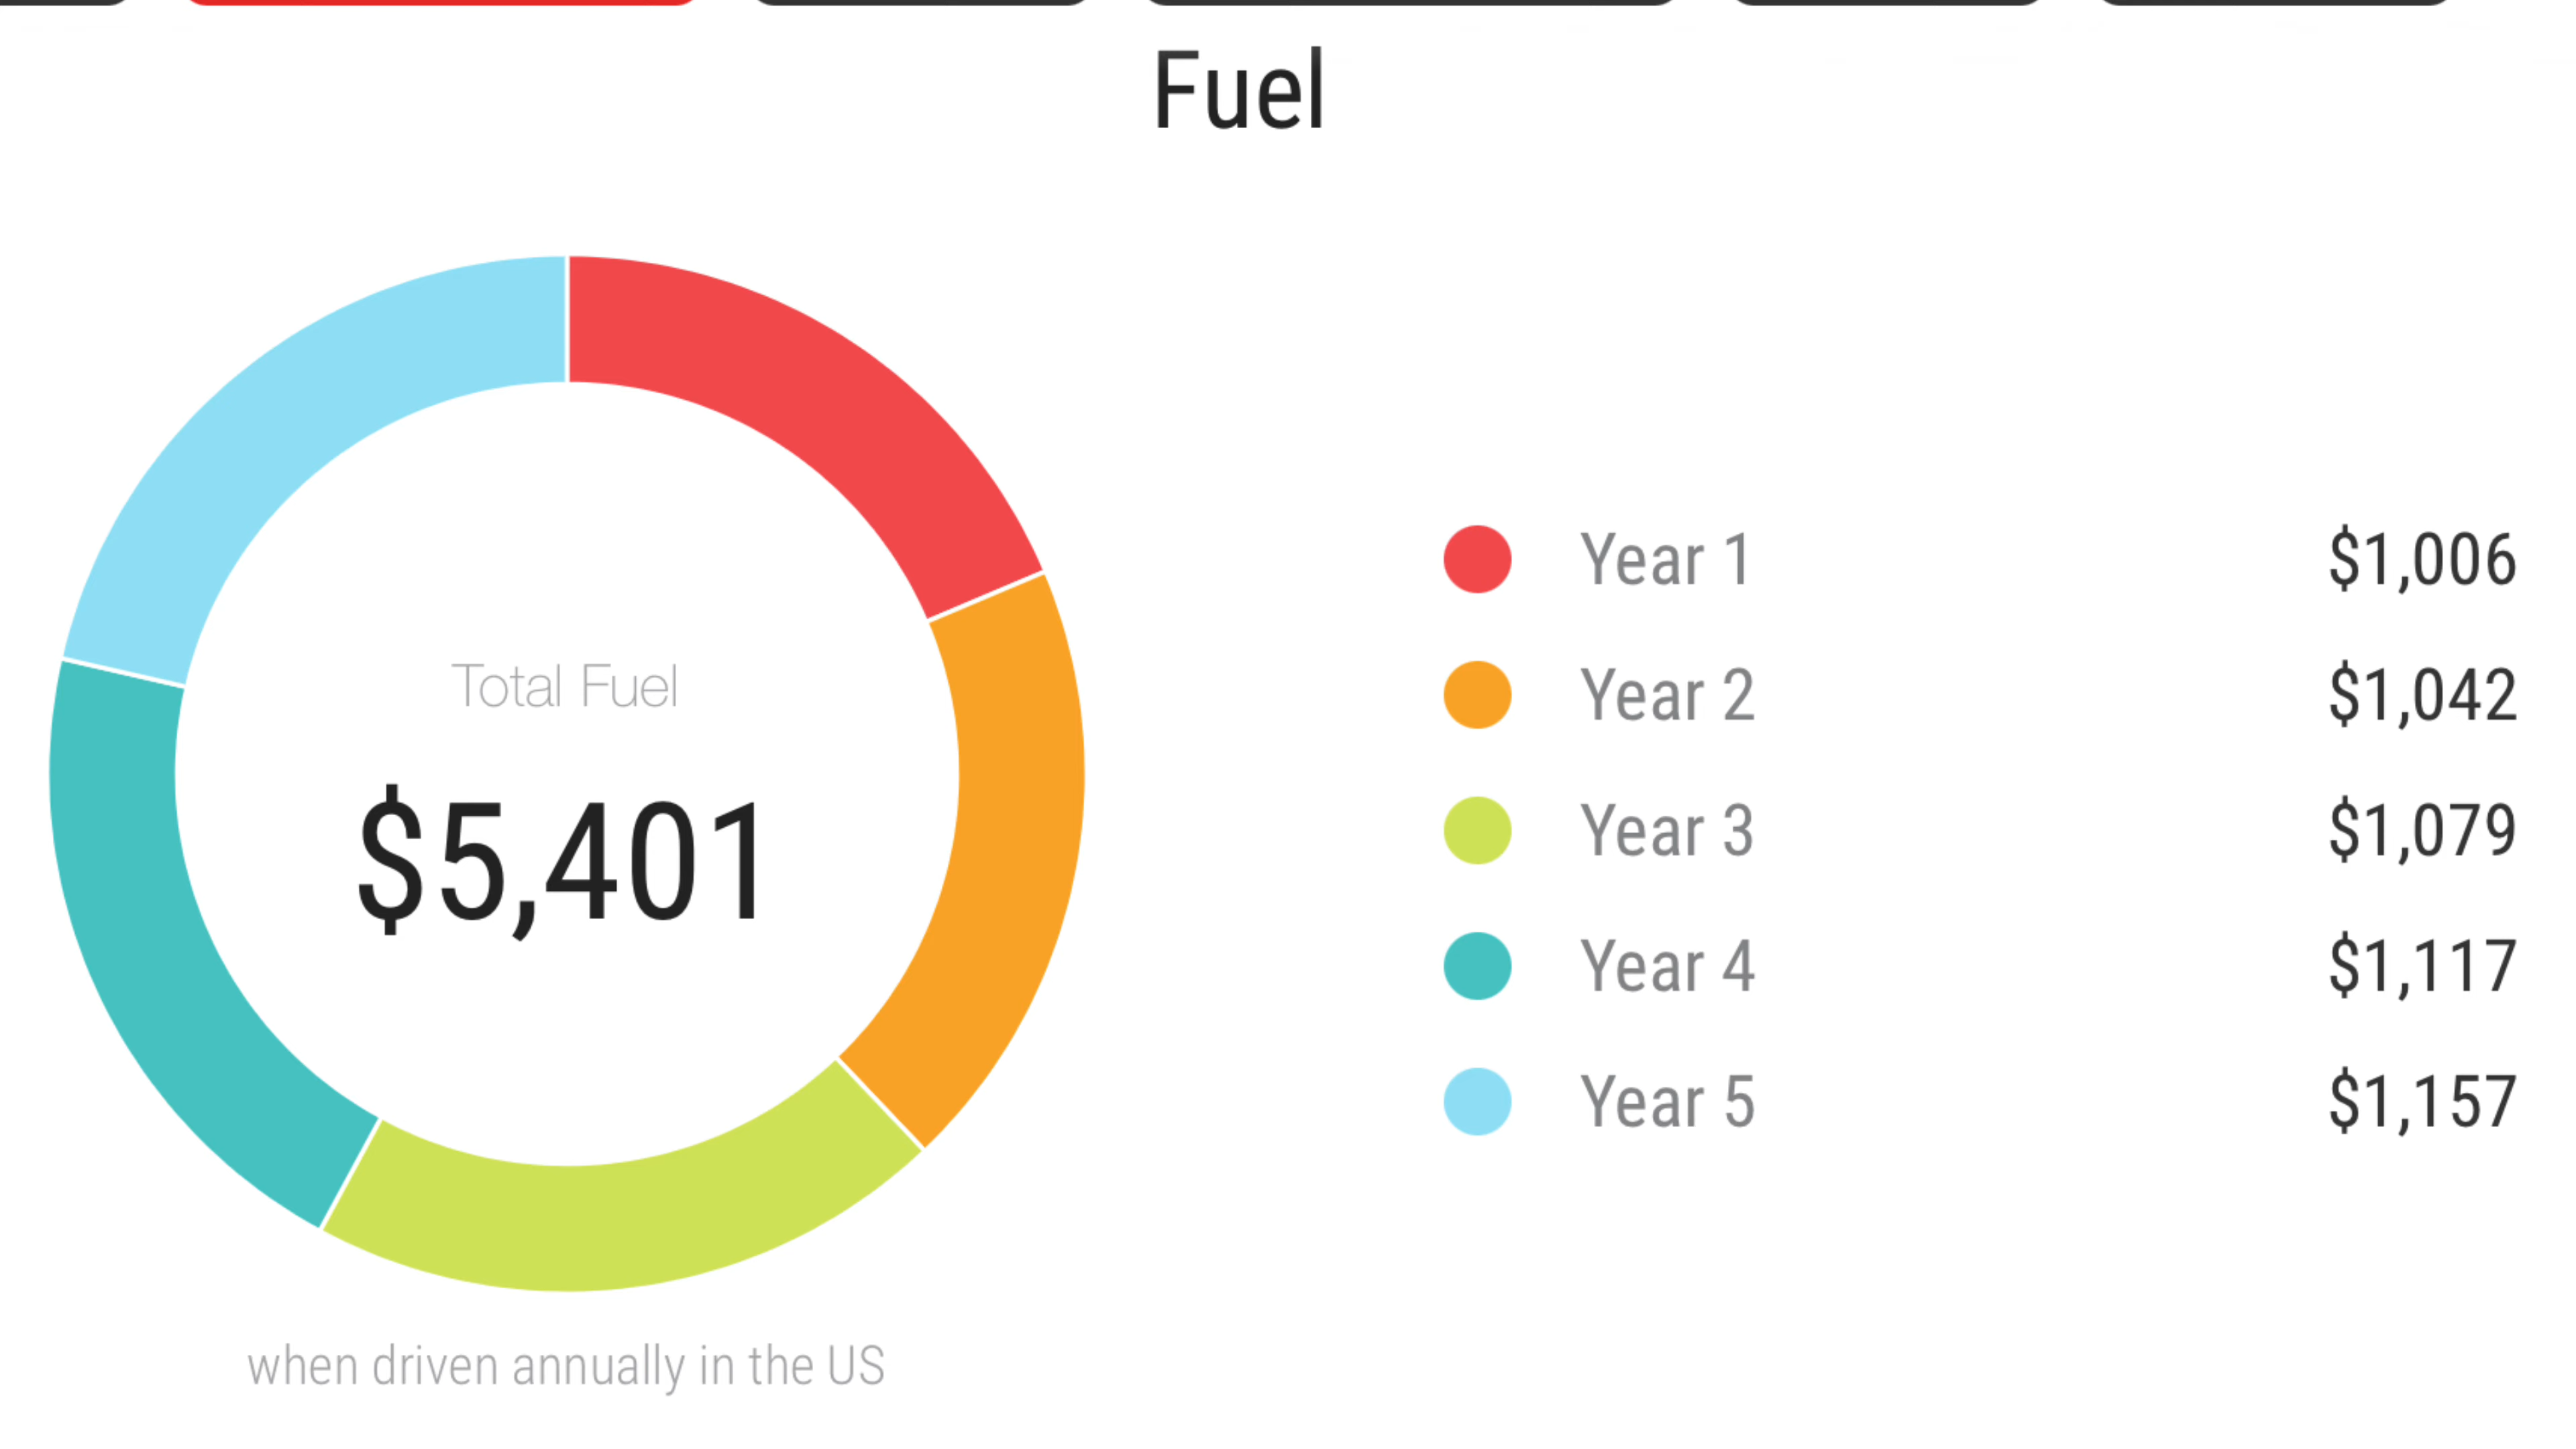 Fuel
Total Fuel
$5,401
when driven annually in the US
Year 1 $1,006
Year 2 $1,042
Year 3 $1,079
Year 4 $1,117
Year 5 $1,157